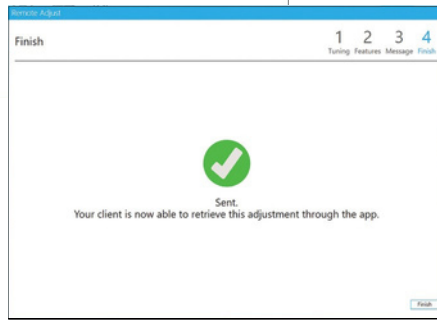 Remote Adjust
Finish
1 2 3 4
Tuning Features Message Finish
Sent.
Your client is now able to retrieve this adjustment through the app.
Finish